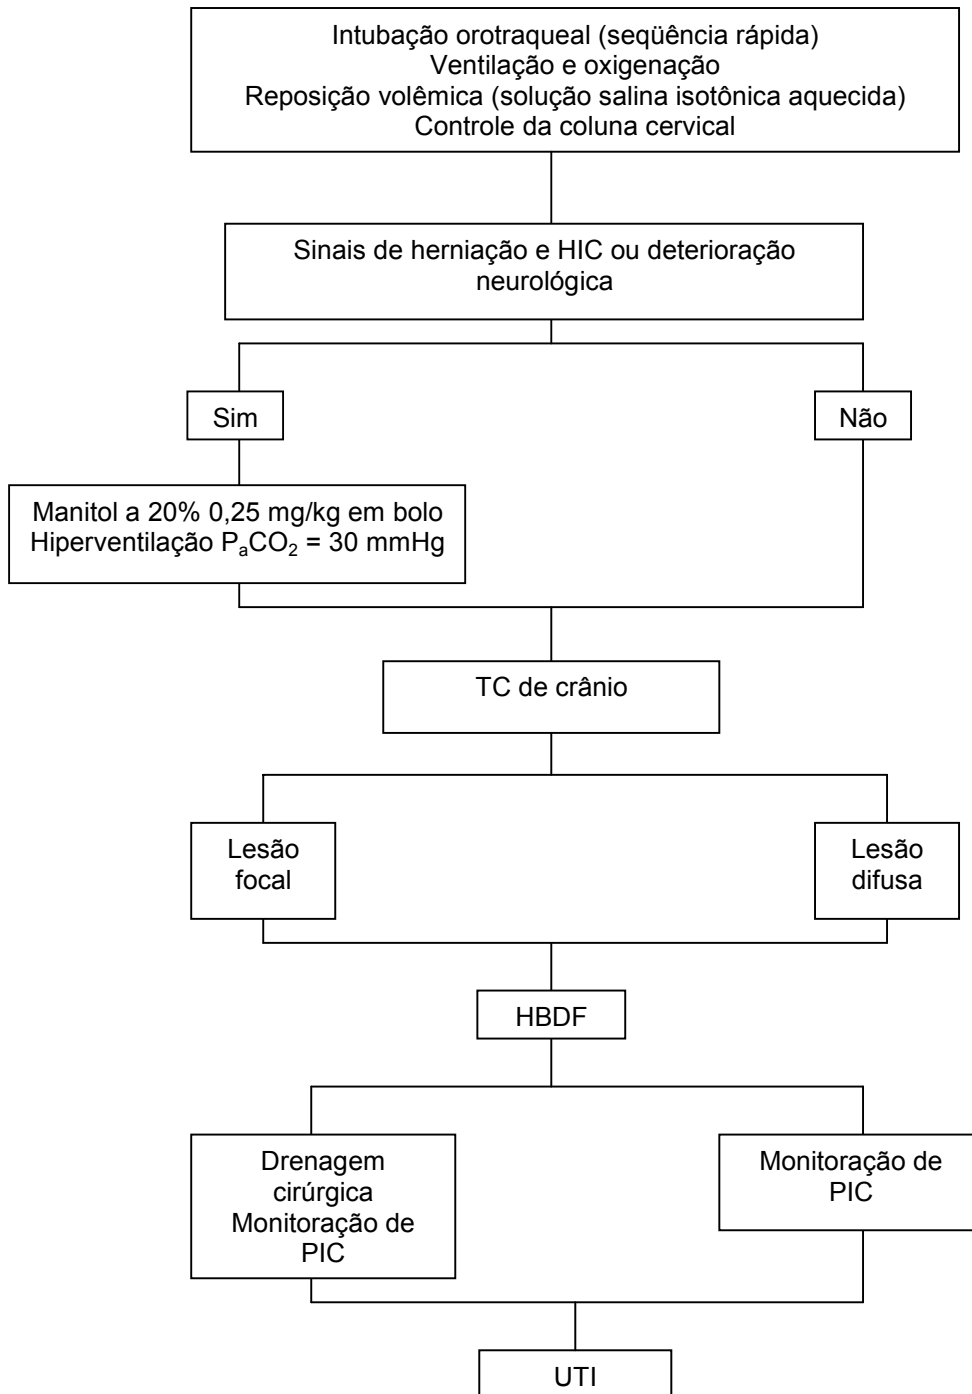 Intubação orotraqueal (seqüência rápida)
Ventilação e oxigenação
Reposição volêmica (solução salina isotônica aquecida)
Controle da coluna cervical
Sinais de herniação e HIC ou deterioração
neurológica
Sim
Não
Manitol a 20% 0,25 mg/kg em bolo
Hiperventilação PₐCO₂ = 30 mmHg
TC de crânio
Lesão
focal
Lesão
difusa
HBDF
Drenagem
cirúrgica
Monitoração de
PIC
Monitoração de
PIC
UTI